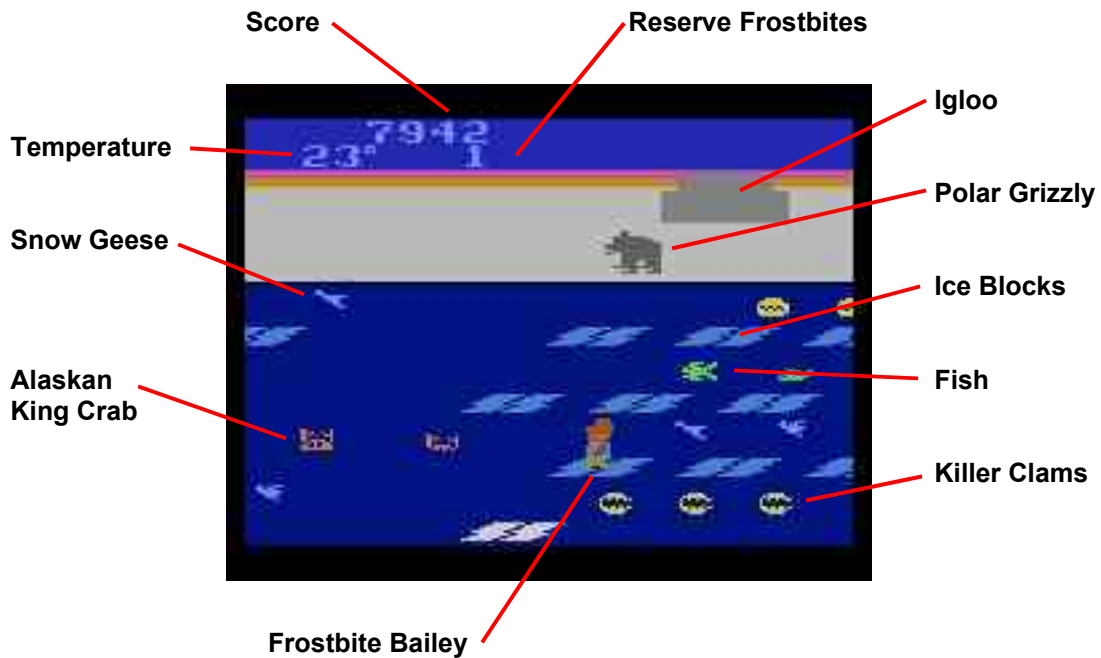 Score
Reserve Frostbites
Igloo
7942
Temperature
23° 1
Polar Grizzly
Snow Geese
Ice Blocks
Alaskan
King Crab
Fish
Killer Clams
Frostbite Bailey